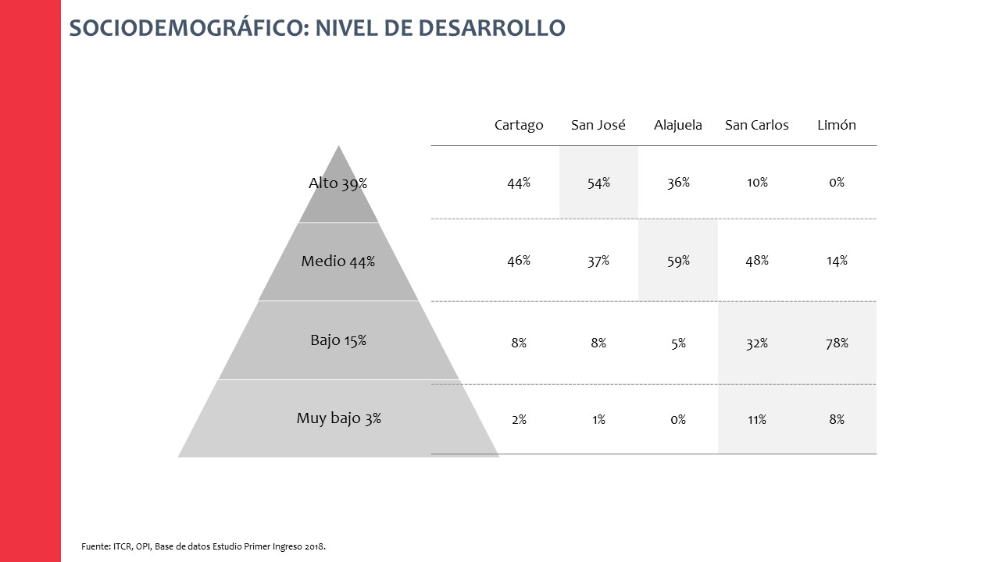 SOCIODEMOGRÁFICO: NIVEL DE DESARROLLO
Cartago San José Alajuela San Carlos Limón
Alto 39% 44% 54% 36% 10% 0%
Medio 44% 46% 37% 59% 48% 14%
Bajo 15% 8% 8% 5% 32% 78%
Muy bajo 3% 2% 1% 0% 11% 8%
Fuente: ITCR, OPI, Base de datos Estudio Primer Ingreso 2018.